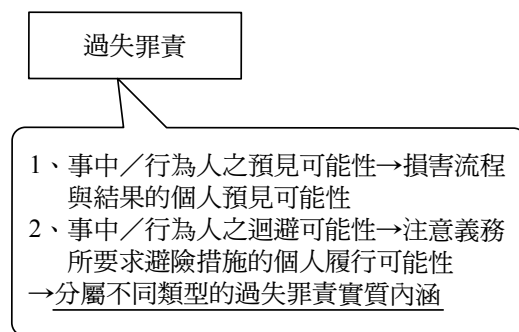 過失罪責
1、事中／行為人之預見可能性→損害流程
與結果的個人預見可能性
2、事中／行為人之迴避可能性→注意義務
所要求避險措施的個人履行可能性
→分屬不同類型的過失罪責實質內涵